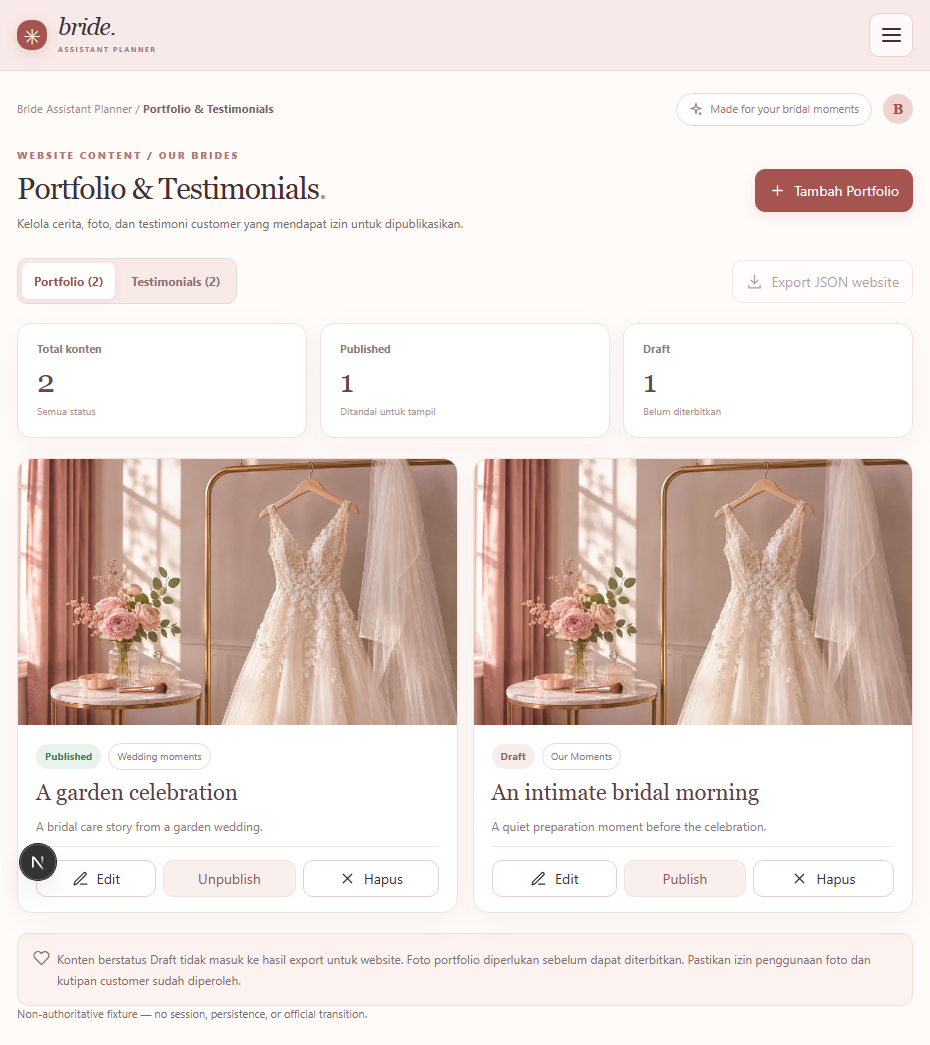 bride.
ASSISTANT PLANNER
Bride Assistant Planner / Portfolio & Testimonials
Made for your bridal moments
B
WEBSITE CONTENT / OUR BRIDES
Portfolio & Testimonials.
Tambah Portfolio
Kelola cerita, foto, dan testimoni customer yang mendapat izin untuk dipublikasikan.
Portfolio (2)
Testimonials (2)
Export JSON website
Total konten
2
Semua status
Published
1
Ditandai untuk tampil
Draft
1
Belum diterbitkan
Published
Wedding moments
A garden celebration
A bridal care story from a garden wedding.
N
Edit
Unpublish
Hapus
Draft
Our Moments
An intimate bridal morning
A quiet preparation moment before the celebration.
Edit
Publish
Hapus
Konten berstatus Draft tidak masuk ke hasil export untuk website. Foto portfolio diperlukan sebelum dapat diterbitkan. Pastikan izin penggunaan foto dan
kutipan customer sudah diperoleh.
Non-authoritative fixture — no session, persistence, or official transition.